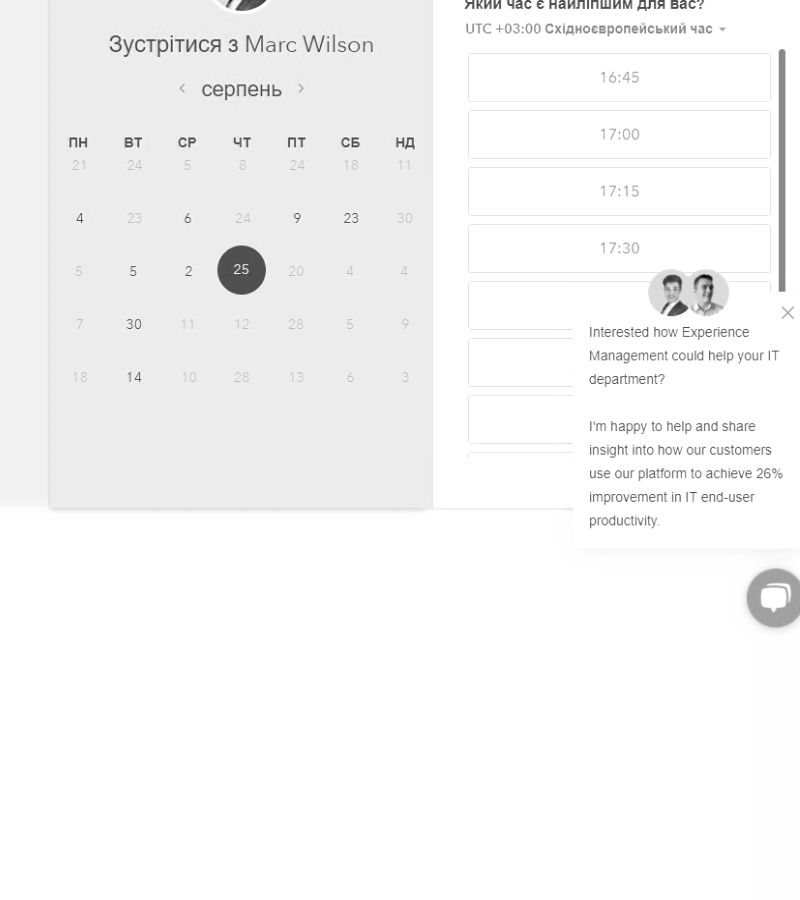 Зустрітися з Marc Wilson
серпень
ПН ВТ СР ЧТ ПТ СБ НД
21 24 5 8 24 18 11
4 23 6 24 9 23 30
5 5 2 25 20 4 4
7 30 11 12 28 5 9
18 14 10 28 13 6 3
Який час є найліпшим для вас?
UTC +03:00 Східноєвропейський час
16:45
17:00
17:15
17:30
Interested how Experience
Management could help your IT
department?
I'm happy to help and share
insight into how our customers
use our platform to achieve 26%
improvement in IT end-user
productivity.